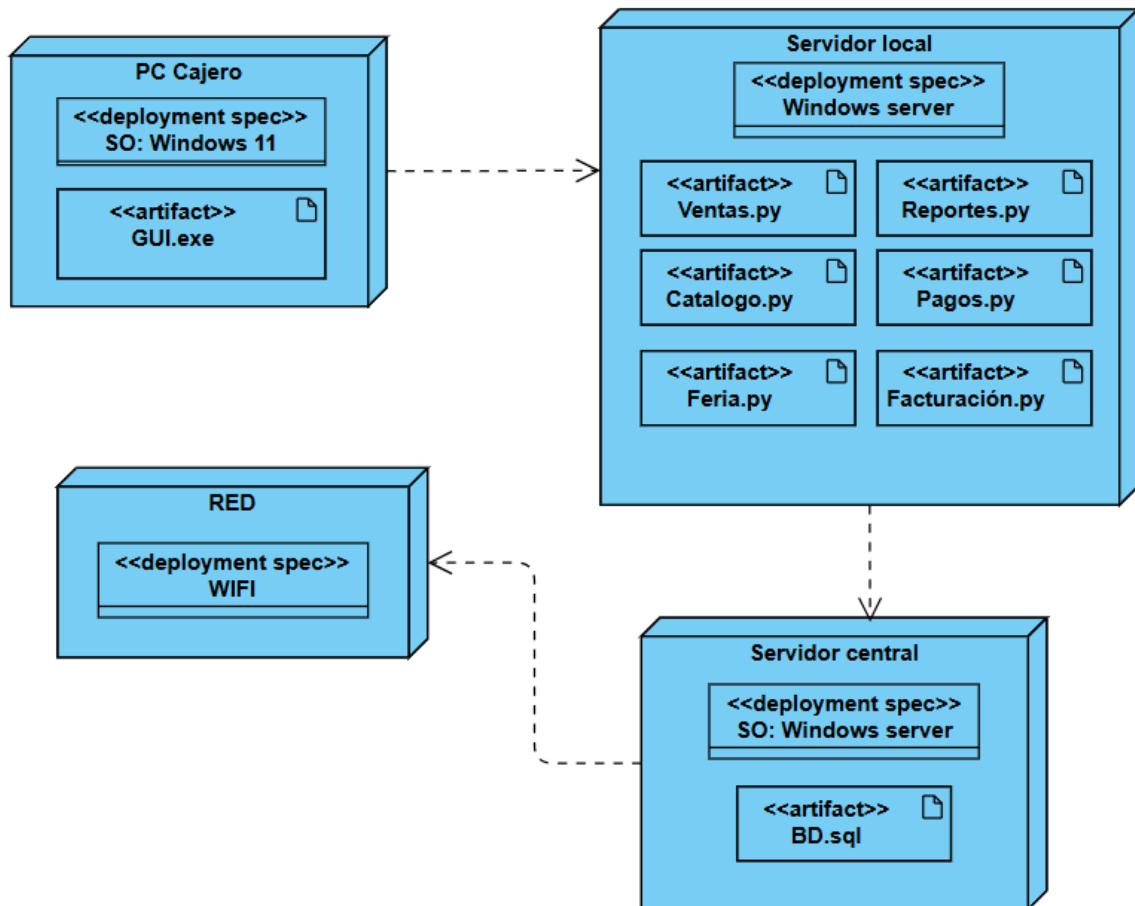 PC Cajero
<<deployment spec>>
SO: Windows 11
<<artifact>>
GUI.exe
Servidor local
<<deployment spec>>
Windows server
<<artifact>>
Ventas.py
<<artifact>>
Reportes.py
<<artifact>>
Catalogo.py
<<artifact>>
Pagos.py
<<artifact>>
Feria.py
<<artifact>>
Facturación.py
RED
<<deployment spec>>
WIFI
Servidor central
<<deployment spec>>
SO: Windows server
<<artifact>>
BD.sql